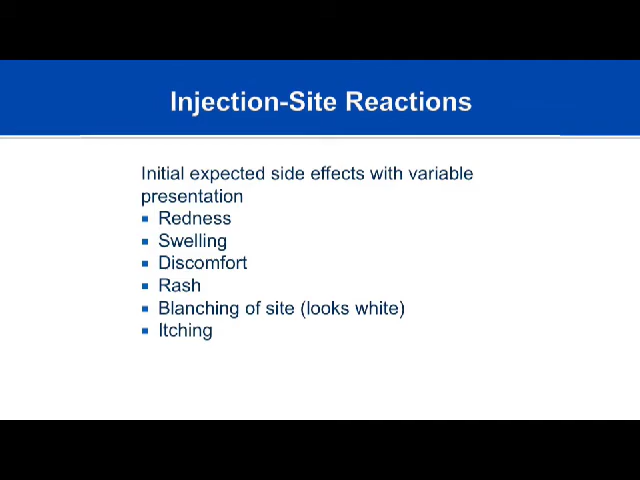 Injection-Site Reactions
Initial expected side effects with variable
presentation
▪ Redness
▪ Swelling
▪ Discomfort
▪ Rash
▪ Blanching of site (looks white)
▪ Itching